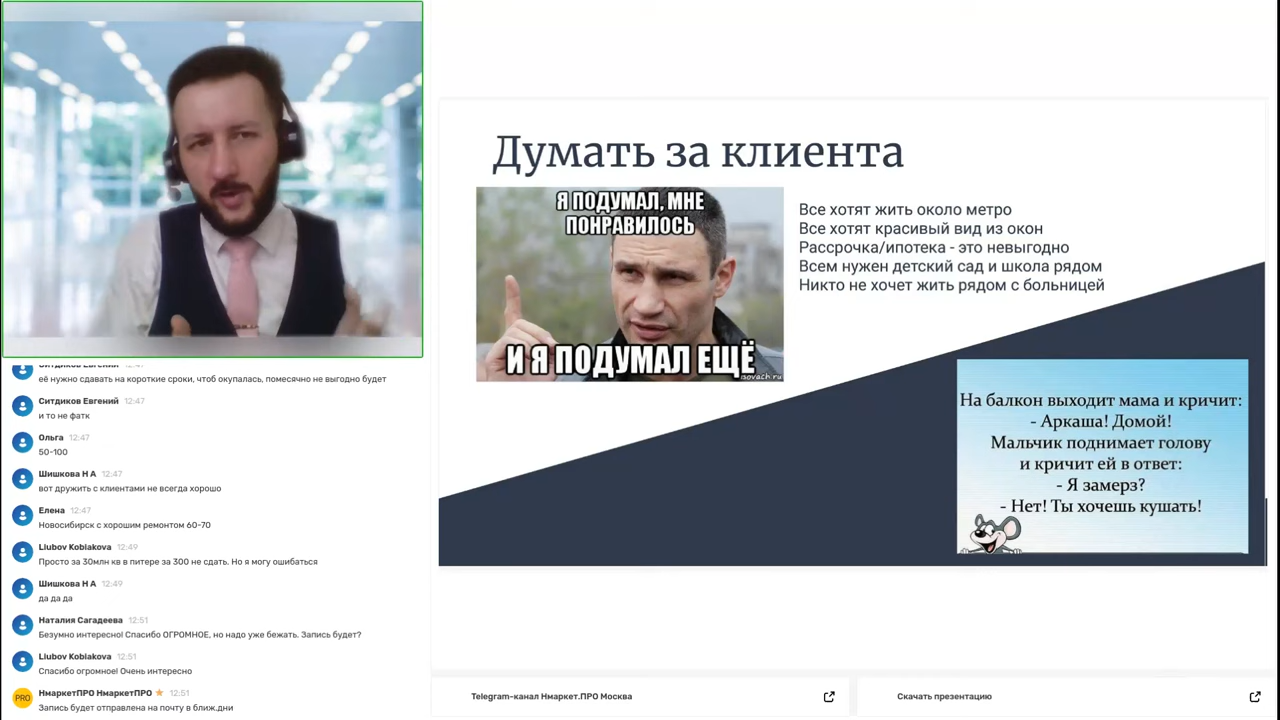 Думать за клиента
Я ПОДУМАЛ, МНЕ
ПОНРАВИЛОСЬ
И Я ПОДУМАЛ ЕЩЁ
isovach.ru
Все хотят жить около метро
Все хотят красивый вид из окон
Рассрочка/ипотека - это невыгодно
Всем нужен детский сад и школа рядом
Никто не хочет жить рядом с больницей
На балкон выходит мама и кричит:
- Аркаша! Домой!
Мальчик поднимает голову
и кричит ей в ответ:
- Я замерз?
- Нет! Ты хочешь кушать!
Ситдиков Евгений 12:47
её нужно сдавать на короткие сроки, чтоб окупалась, помесячно не выгодно будет
Ситдиков Евгений 12:47
и то не фатк
Ольга 12:47
50-100
Шишкова Н А 12:47
вот дружить с клиентами не всегда хорошо
Елена 12:47
Новосибирск с хорошим ремонтом 60-70
Liubov Kobiakova 12:49
Просто за 30млн кв в питере за 300 не сдать. Но я могу ошибаться
Шишкова Н А 12:49
да да да
Наталия Сагадеева 12:51
Безумно интересно! Спасибо ОГРОМНОЕ, но надо уже бежать. Запись будет?
Liubov Kobiakova 12:51
Спасибо огромное! Очень интересно
PRO
НмаркетПРО НмаркетПРО 12:51
Запись будет отправлена на почту в ближ.дни
Telegram-канал Нмаркет.ПРО Москва
Скачать презентацию